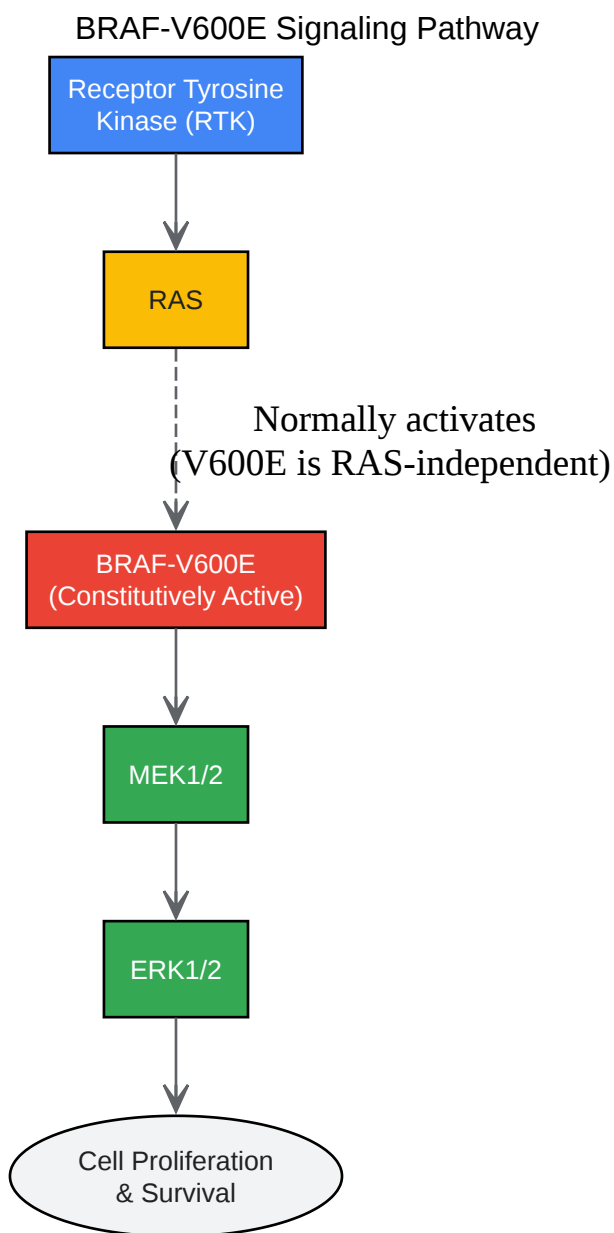 BRAF-V600E Signaling Pathway
Receptor Tyrosine
Kinase (RTK)
RAS
Normally activates
(V600E is RAS-independent)
BRAF-V600E
(Constitutively Active)
MEK1/2
ERK1/2
Cell Proliferation
& Survival